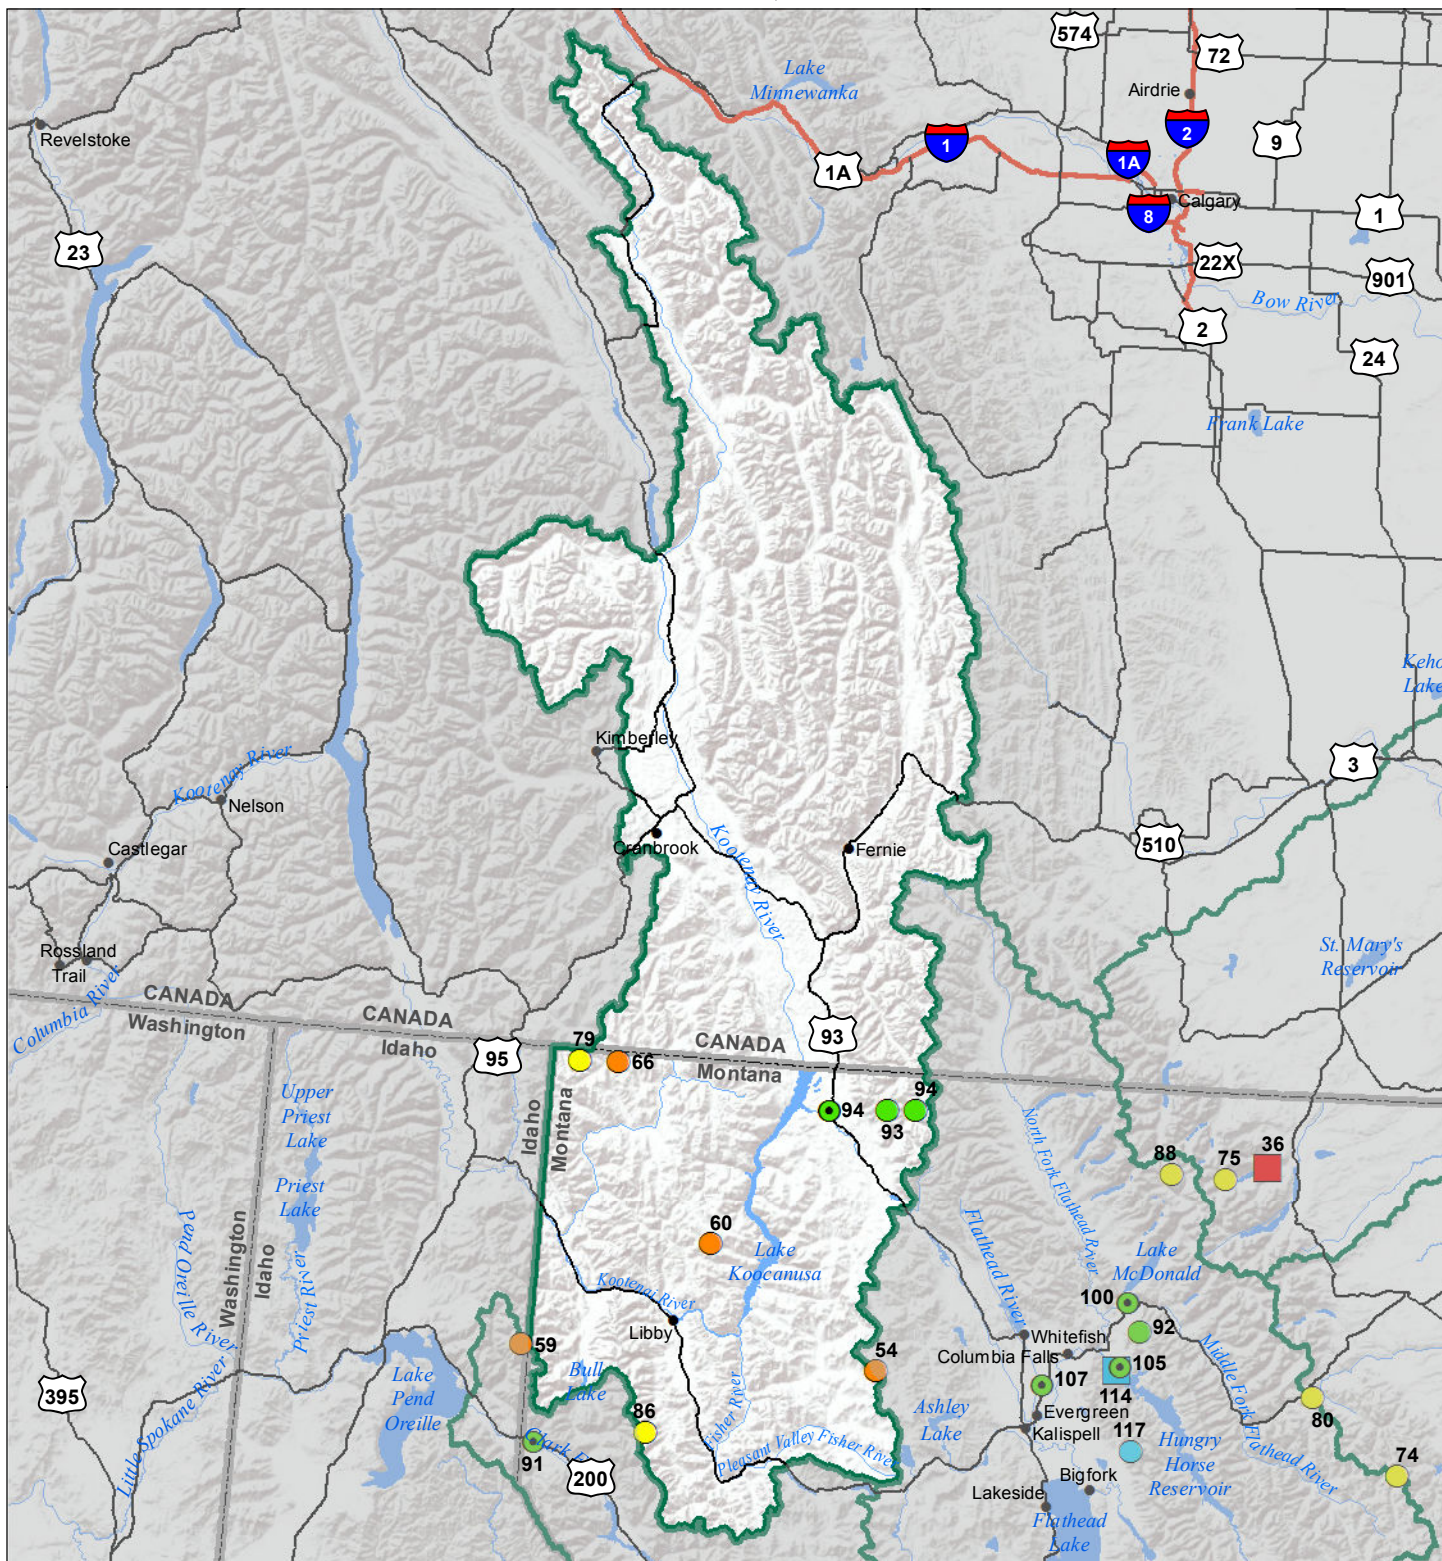 574
72
Lake
Minnewanka
Airdrie
Revelstoke
2
9
1
1A
1A
Calgary
8
1
23
22X
901
Bow River
2
24
Frank Lake
Keho
Lake
Kimberley
3
Kootenay River
Nelson
Kootenay River
Cranbrook
Fernie
510
Castlegar
Rossland
Trail
St. Mary's
Reservoir
Columbia River
CANADA
Washington
CANADA
Idaho
95
79
66
CANADA
Montana
93
94
94
93
Upper
Priest
Lake
Idaho
Montana
North Fork Flathead River
88
75
36
Priest
Lake
Pend Oreille River
Washington
Idaho
Priest River
60
Lake
Koocanusa
Flathead River
Lake
McDonald
Kootenai River
100
Libby
Whitefish
92
59
Columbia Falls
Middle Fork Flathead River
Bull
Lake
54
105
107
114
Lake
Pend
Oreille
395
Little Spokane River
80
86
Fisher River
Ashley
Lake
Evergreen
Kalispell
117
Clark
91
Pleasant Valley Fisher River
Hungry
Horse
Reservoir
74
200
Bigfork
Lakeside
Flathead
Lake